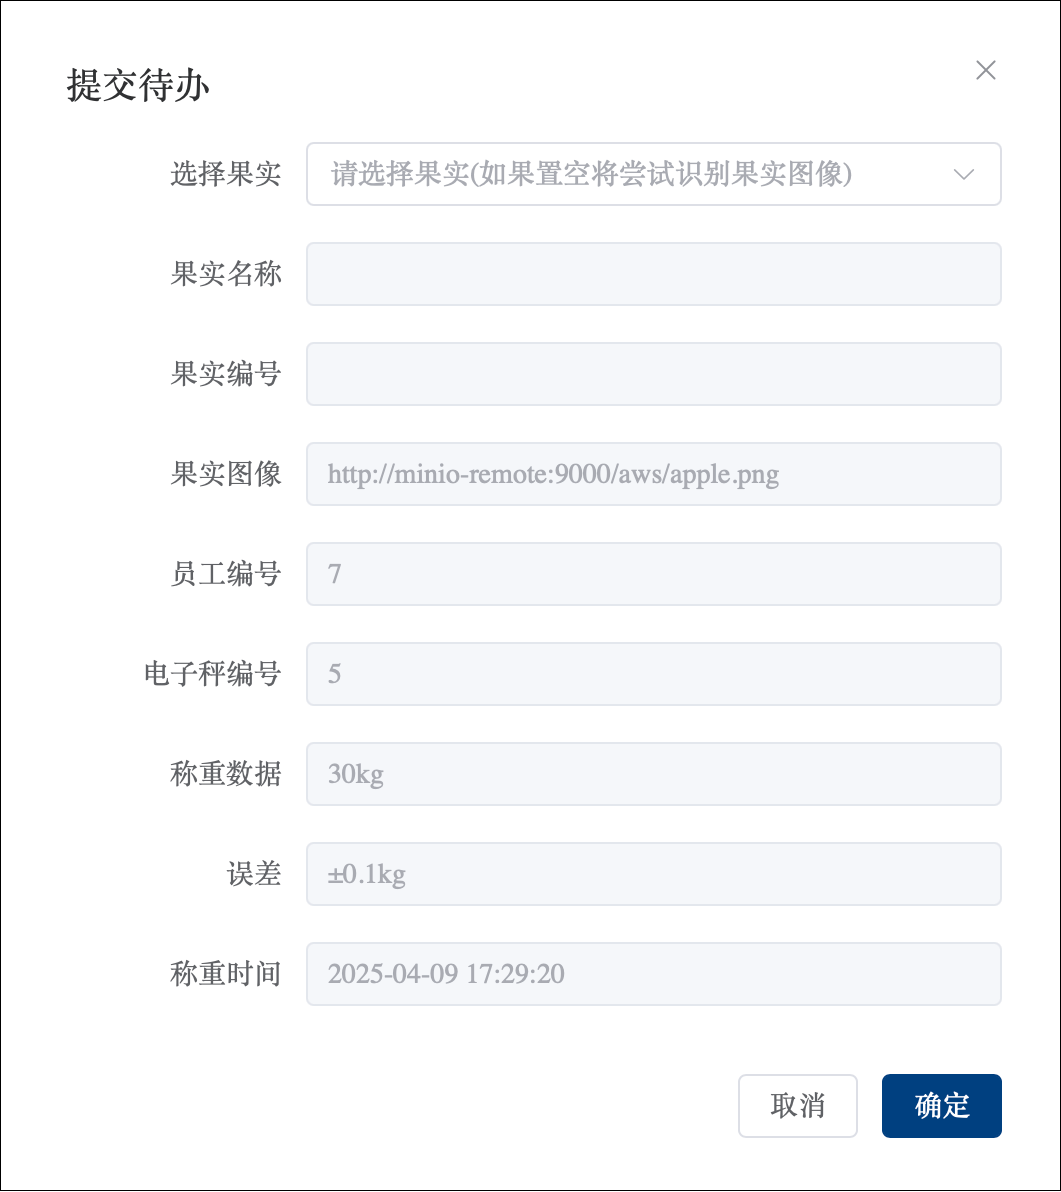 提交待办
选择果实 请选择果实(如果置空将尝试识别果实图像)
果实名称
果实编号
果实图像 http://minio-remote:9000/aws/apple.png
员工编号 7
电子秤编号 5
称重数据 30kg
误差 ±0.1kg
称重时间 2025-04-09 17:29:20
取消 确定